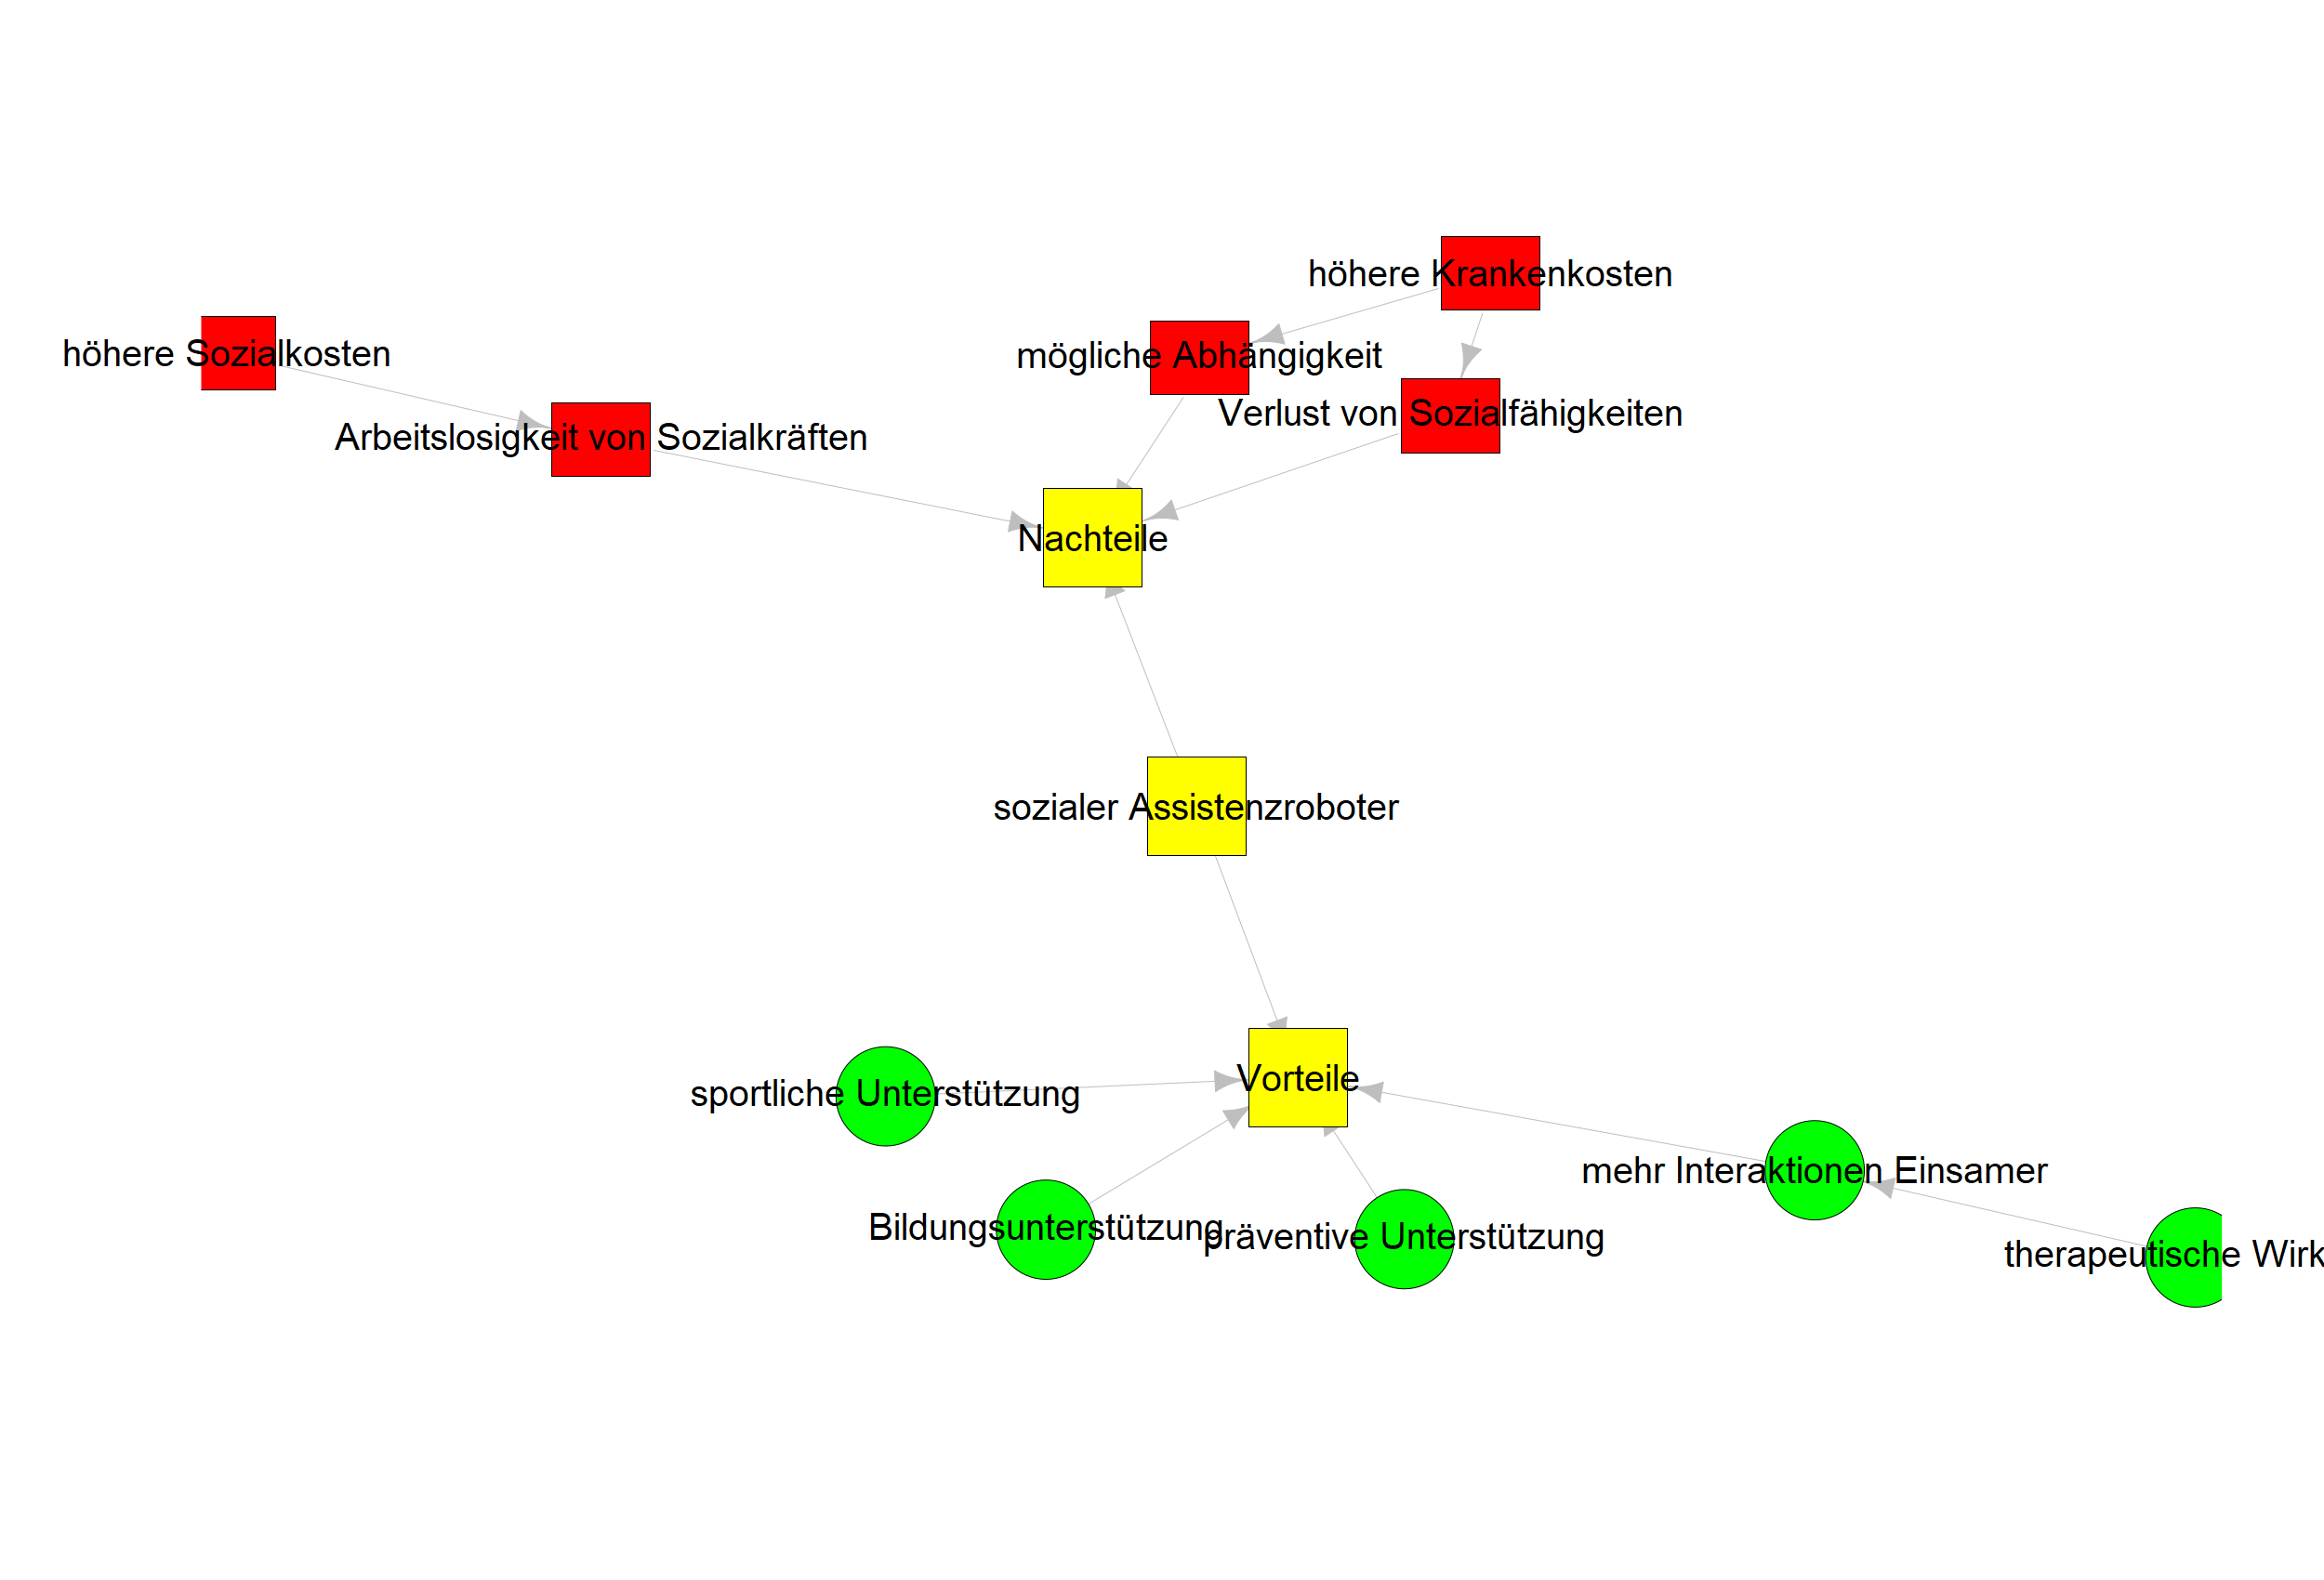 höhere Krankenkosten
höhere Sozialkosten
mögliche Abhängigkeit
Verlust von Sozialfähigkeiten
Arbeitslosigkeit von Sozialkräften
Nachteile
sozialer Assistenzroboter
Vorteile
sportliche Unterstützung
mehr Interaktionen Einsamer
Bildungsunterstützung
präventive Unterstützung
therapeutische Wirk